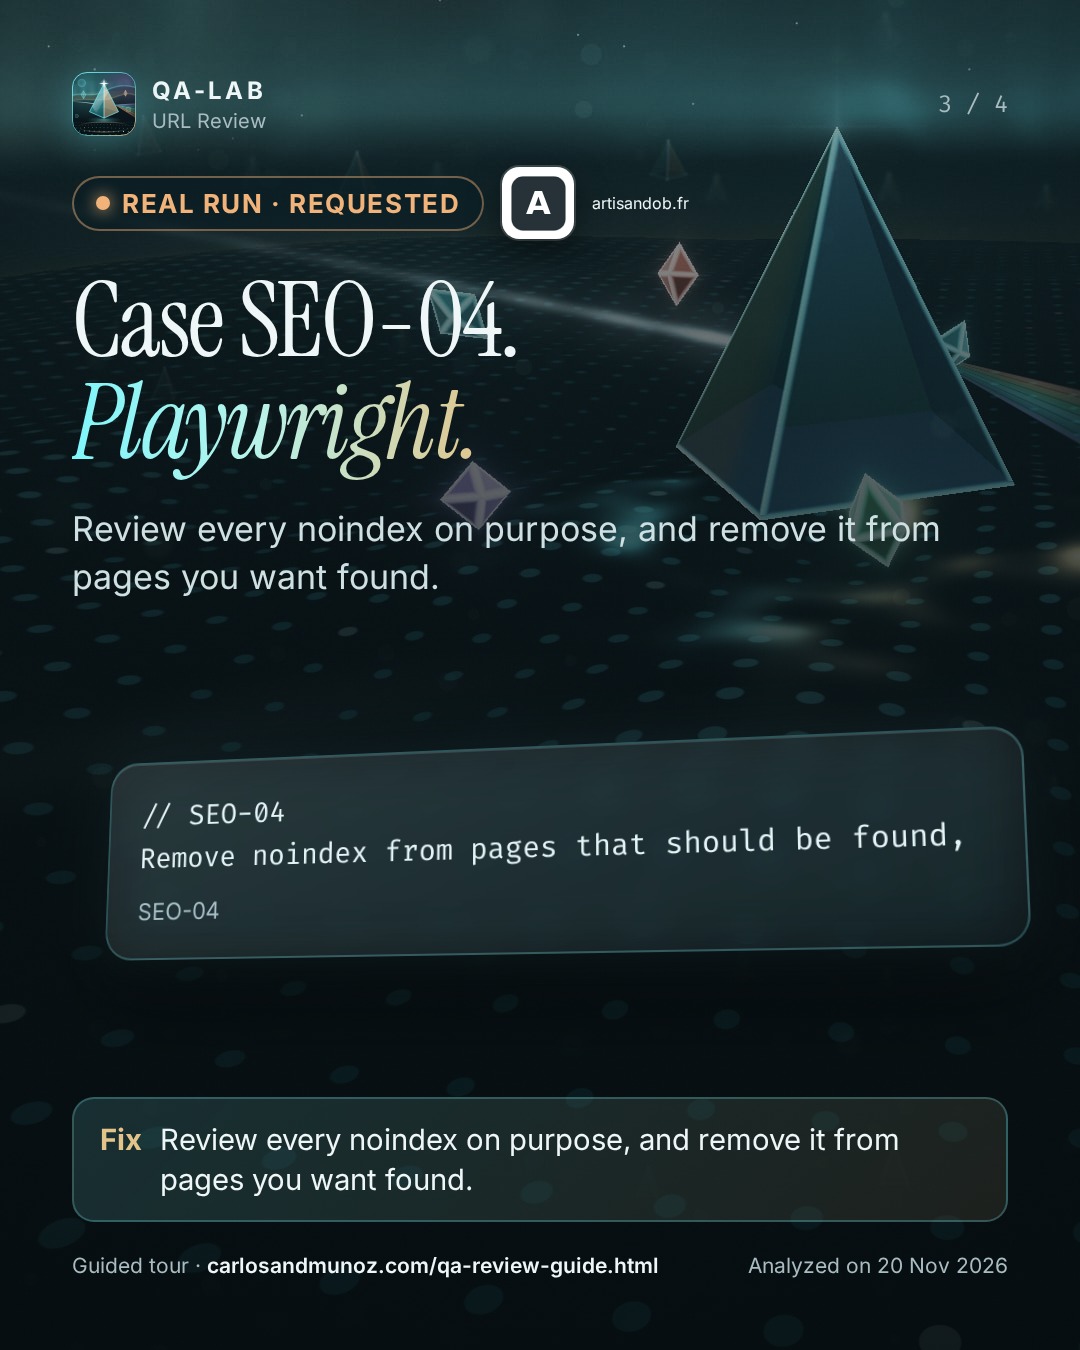 QA-LAB
URL Review
3 / 4
REAL RUN · REQUESTED
A
artisandob.fr
Case SEO-04.
Playwright.
Review every noindex on purpose, and remove it from
pages you want found.
// SEO-04
Remove noindex from pages that should be found,
SEO-04
Fix Review every noindex on purpose, and remove it from
pages you want found.
Guided tour · carlosandmunoz.com/qa-review-guide.html
Analyzed on 20 Nov 2026